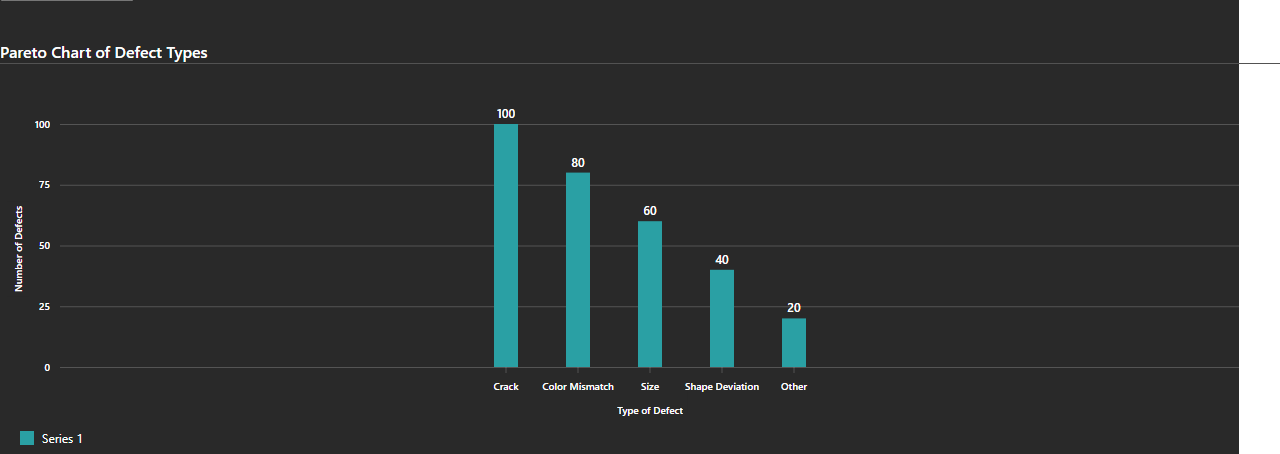 Pareto Chart of Defect Types
100
100
80
75
60
50
40
25
20
0
Number of Defects
Crack
Color Mismatch
Size
Shape Deviation
Other
Type of Defect
Series 1